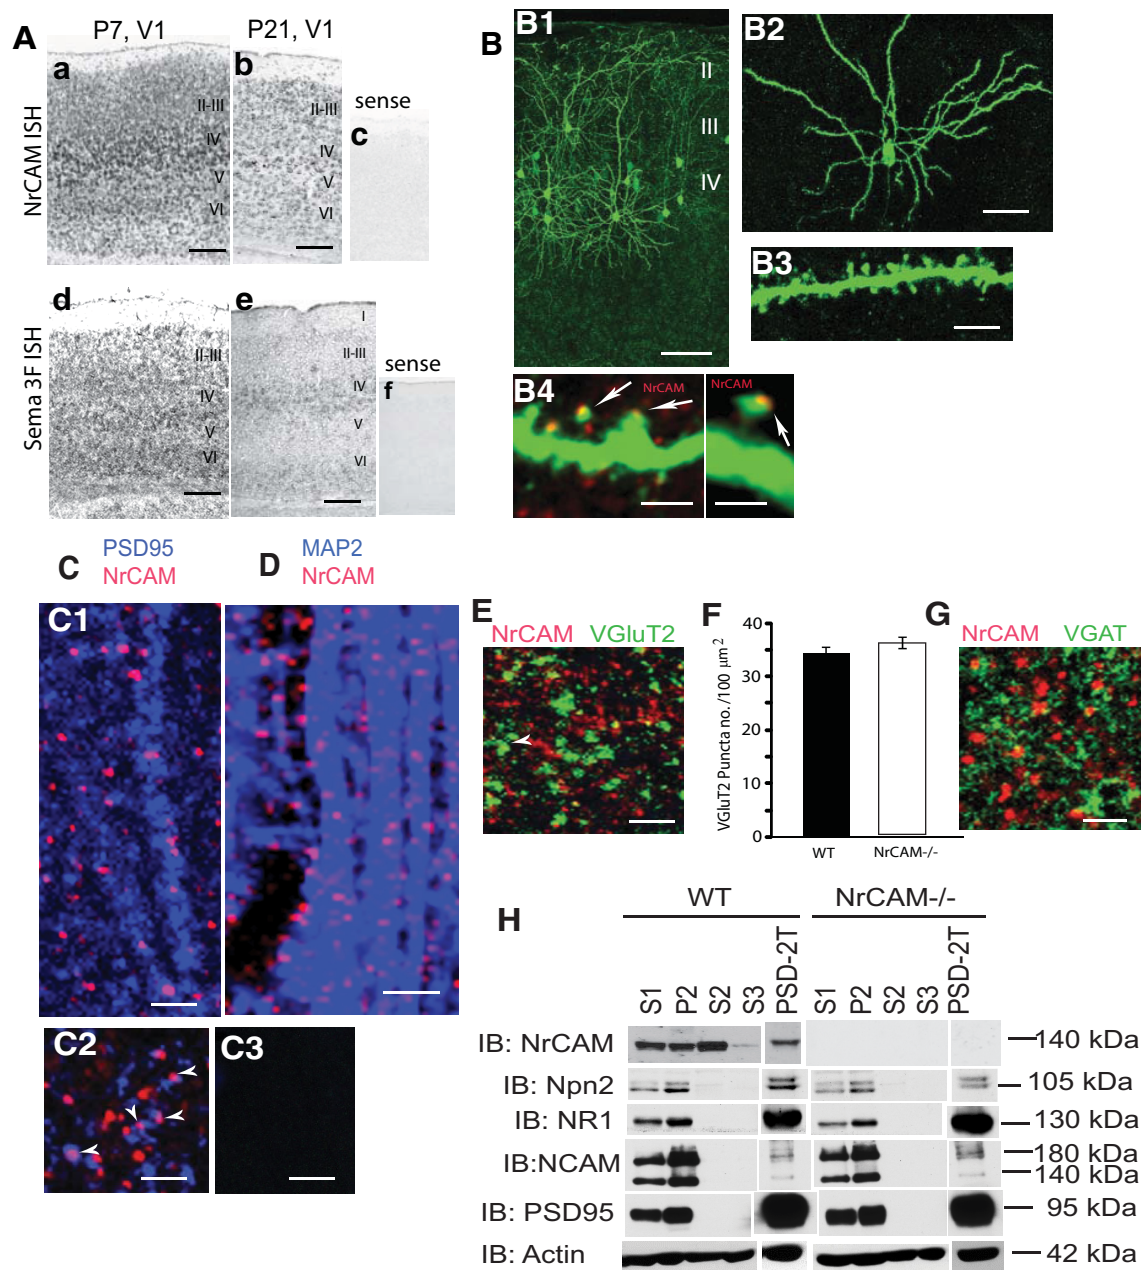 A
P7, V1
P21, V1
a
b
II-III
IV
V
VI
II-III
IV
V
VI
sense
c
NrCAM ISH
d
e
II-III
IV
V
VI
I
II-III
IV
V
VI
sense
f
Sema 3F ISH
B
B1
II
III
IV
B2
B3
B4
NrCAM
NrCAM
C
PSD95
NrCAM
D
MAP2
NrCAM
C1
C2
C3
E
NrCAM VGluT2
F
VGluT2 Puncta no./100 µm²
40
30
20
10
0
WT
NrCAM-/-
G
NrCAM VGAT
H
WT
NrCAM-/-
S1
P2
S2
S3
PSD-2T
S1
P2
S2
S3
PSD-2T
IB: NrCAM
140 kDa
IB: Npn2
105 kDa
IB: NR1
130 kDa
IB:NCAM
180 kDa
140 kDa
IB: PSD95
95 kDa
IB: Actin
42 kDa